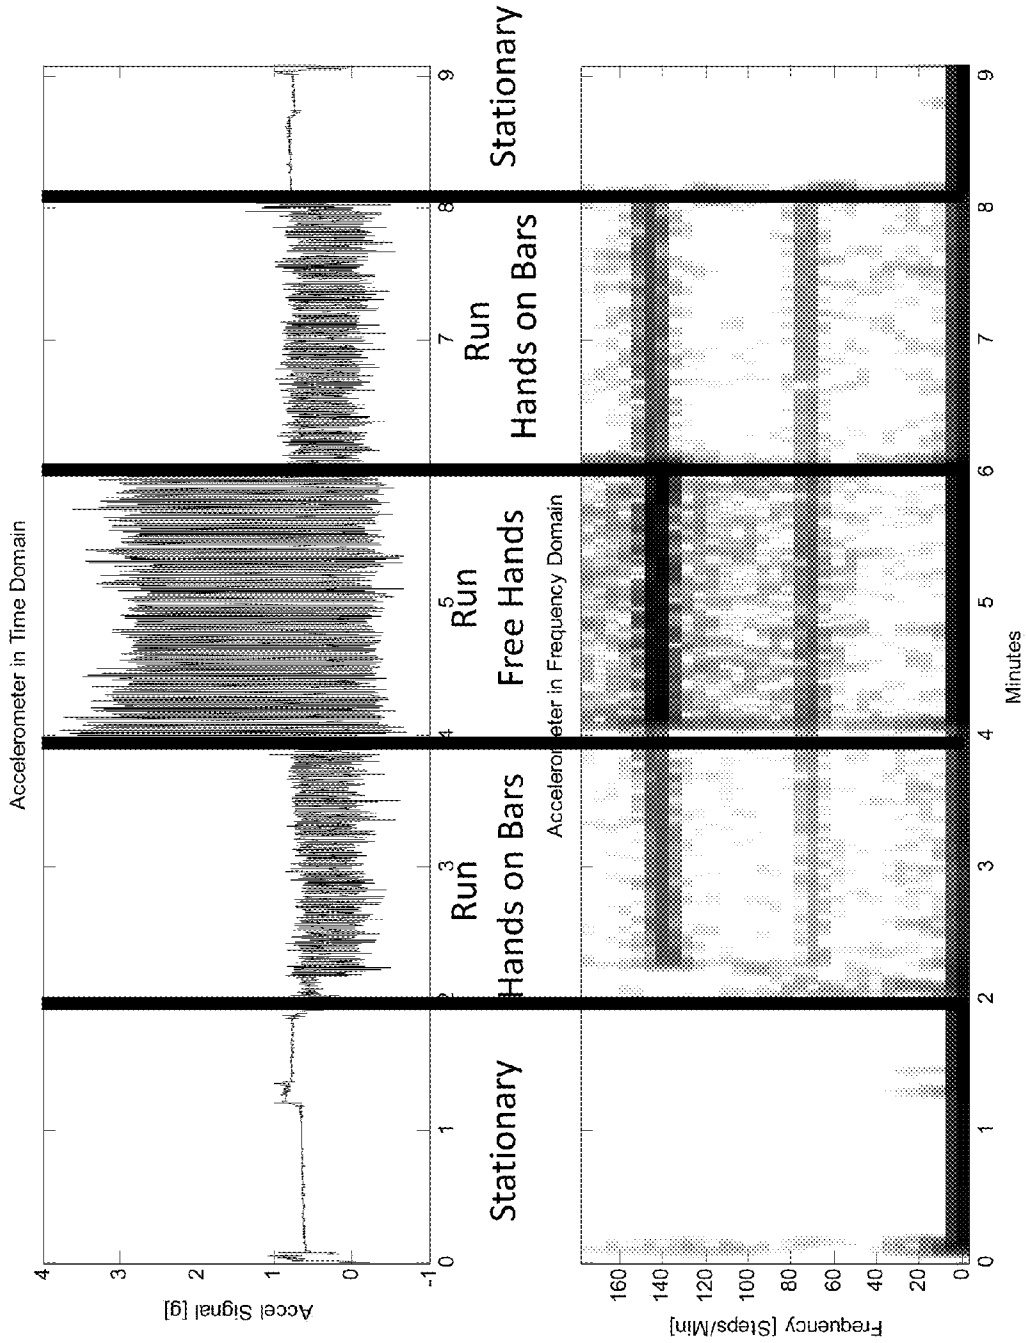 Accelerometer in Time Domain
Accel Signal [g]
4
3
2
1
0
-1
0
1
2
3
4
5
6
7
8
9
Stationary
Run
Hands on Bars
Run
Free Hands
Run
Hands on Bars
Stationary
Accelerometer in Frequency Domain
Frequency [Steps/Min]
160
140
120
100
80
60
40
20
0
0
1
2
3
4
5
6
7
8
9
Minutes